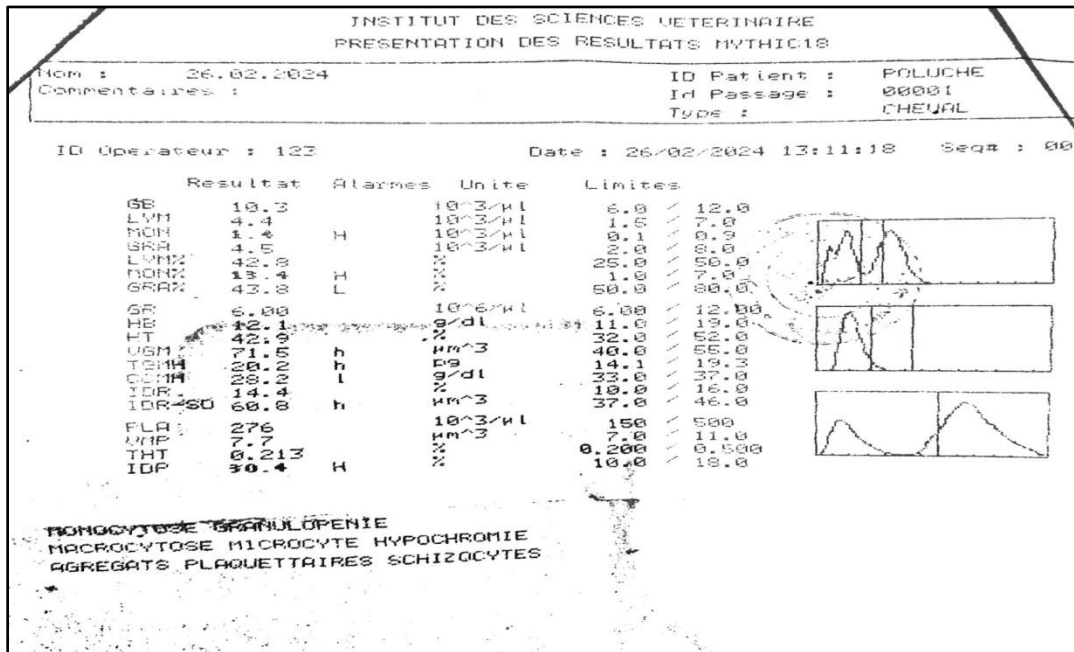 INSTITUT DES SCIENCES VETERINAIRE
PRESENTATION DES RESULTATS MYTHIC18
Nom : 26.02.2024 ID Patient : POLUCHE
Commentaires : Id Passage : 00001
Type : CHEVAL
ID Operateur : 123 Date : 26/02/2024 13:11:18 Seq# : 00
Resultat Alarmes Unite Limites
GB 10.3 10^3/µl 6.0 / 12.0
LYM 4.4 10^3/µl 1.5 / 7.0
MON 1.4 H 10^3/µl 0.1 / 0.9
GRA 4.5 10^3/µl 2.0 / 8.0
LYM% 42.8 % 25.0 / 50.0
MON% 13.4 H % 1.0 / 7.0
GRA% 43.8 L % 50.0 / 80.0
GR 6.00 10^6/µl 6.00 / 12.00
HB 12.1 g/dl 11.0 / 19.0
HT 42.9 % 32.0 / 52.0
VGM 71.5 h µm^3 40.0 / 55.0
TGMH 20.2 h pg 14.1 / 19.3
CCMH 28.2 l g/dl 33.0 / 37.0
IDR 14.4 % 10.0 / 16.0
IDR-SD 60.8 h µm^3 37.0 / 46.0
PLA 276 10^3/µl 150 / 500
VMP 7.7 µm^3 7.0 / 11.0
THT 0.213 % 0.200 / 0.500
IDP 30.4 H % 10.0 / 18.0
MONOCYTOSE GRANULOPENIE
MACROCYTOSE MICROCYTE HYPOCHROMIE
AGREGATS PLAQUETTAIRES SCHIZOCYTES